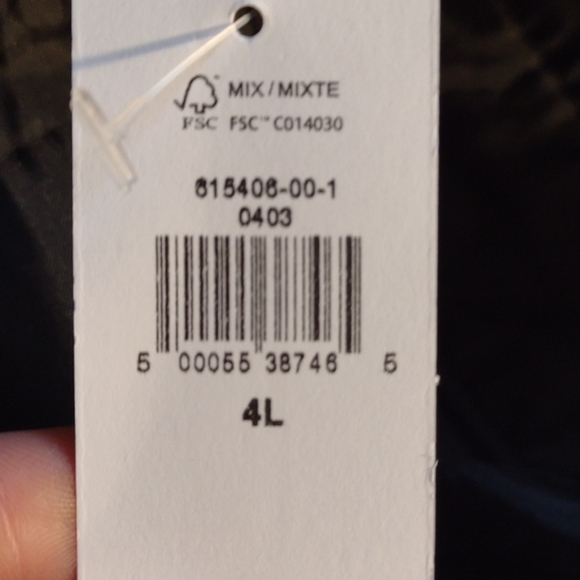 MIX/MIXTE
FSC FSC™ C014030
615406-00-1
0403
5 00055 38746 5
4L